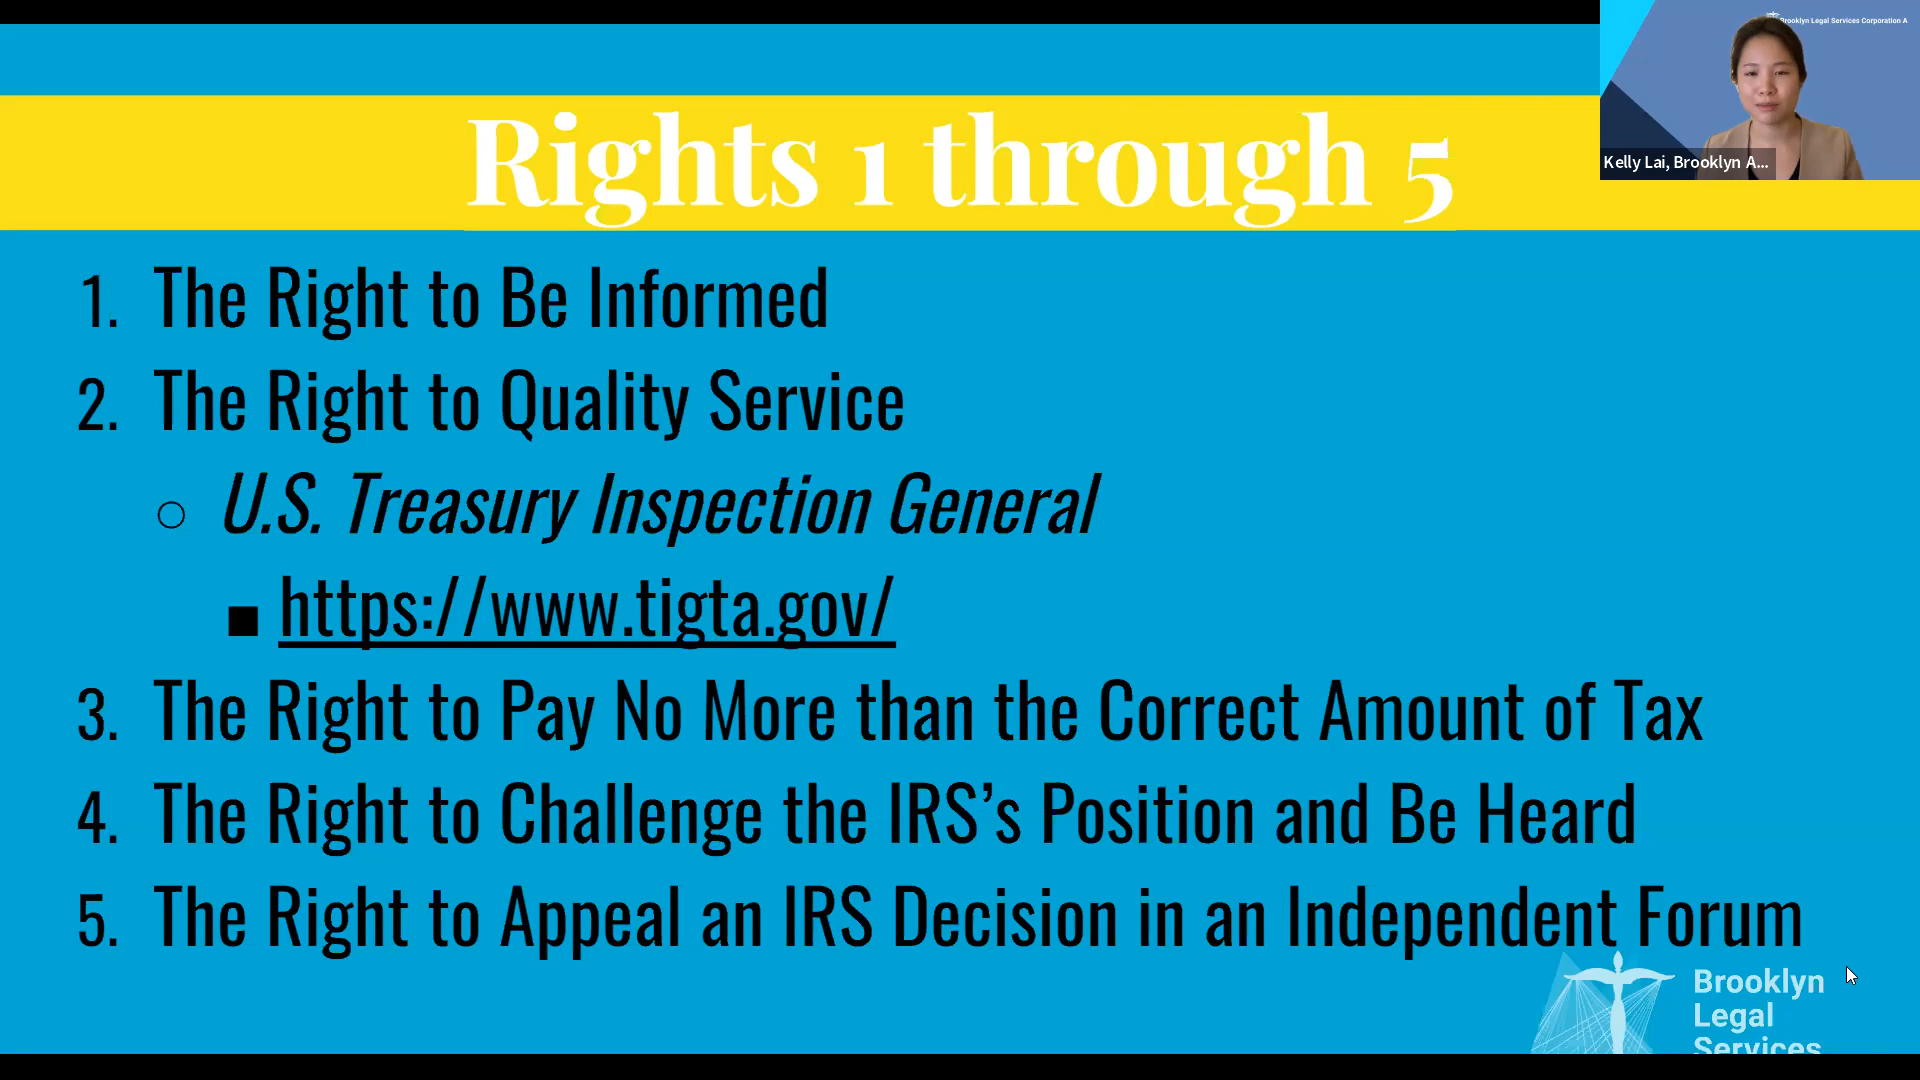 Brooklyn Legal Services Corporation A
Kelly Lai, Brooklyn A...
Rights 1 through 5
1. The Right to Be Informed
2. The Right to Quality Service
○ U.S. Treasury Inspection General
■ https://www.tigta.gov/
3. The Right to Pay No More than the Correct Amount of Tax
4. The Right to Challenge the IRS’s Position and Be Heard
5. The Right to Appeal an IRS Decision in an Independent Forum
Brooklyn
Legal
Services